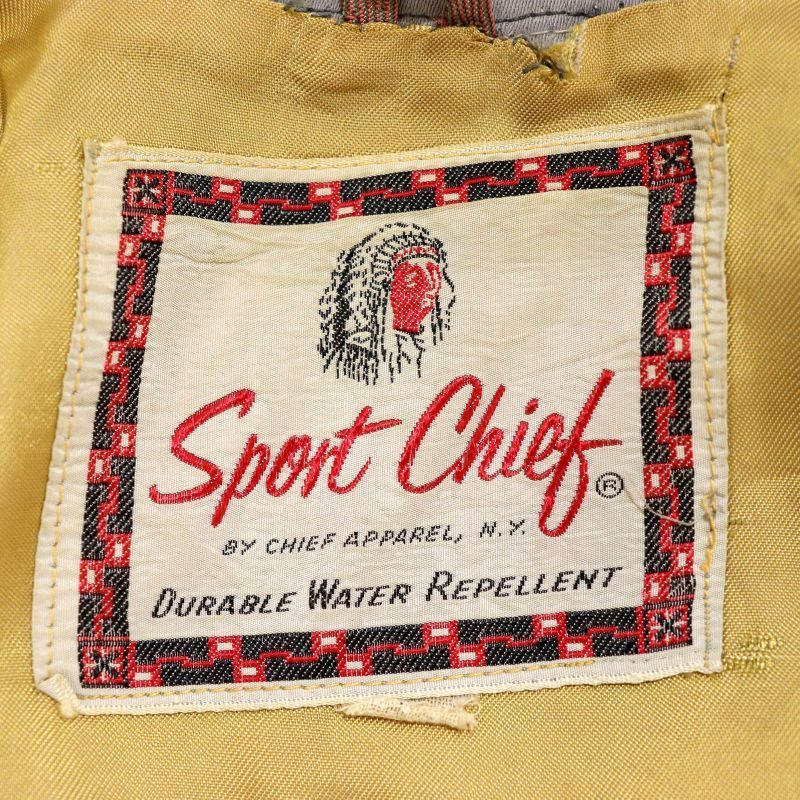 Sport Chief ®
BY CHIEF APPAREL, N.Y.
DURABLE WATER REPELLENT